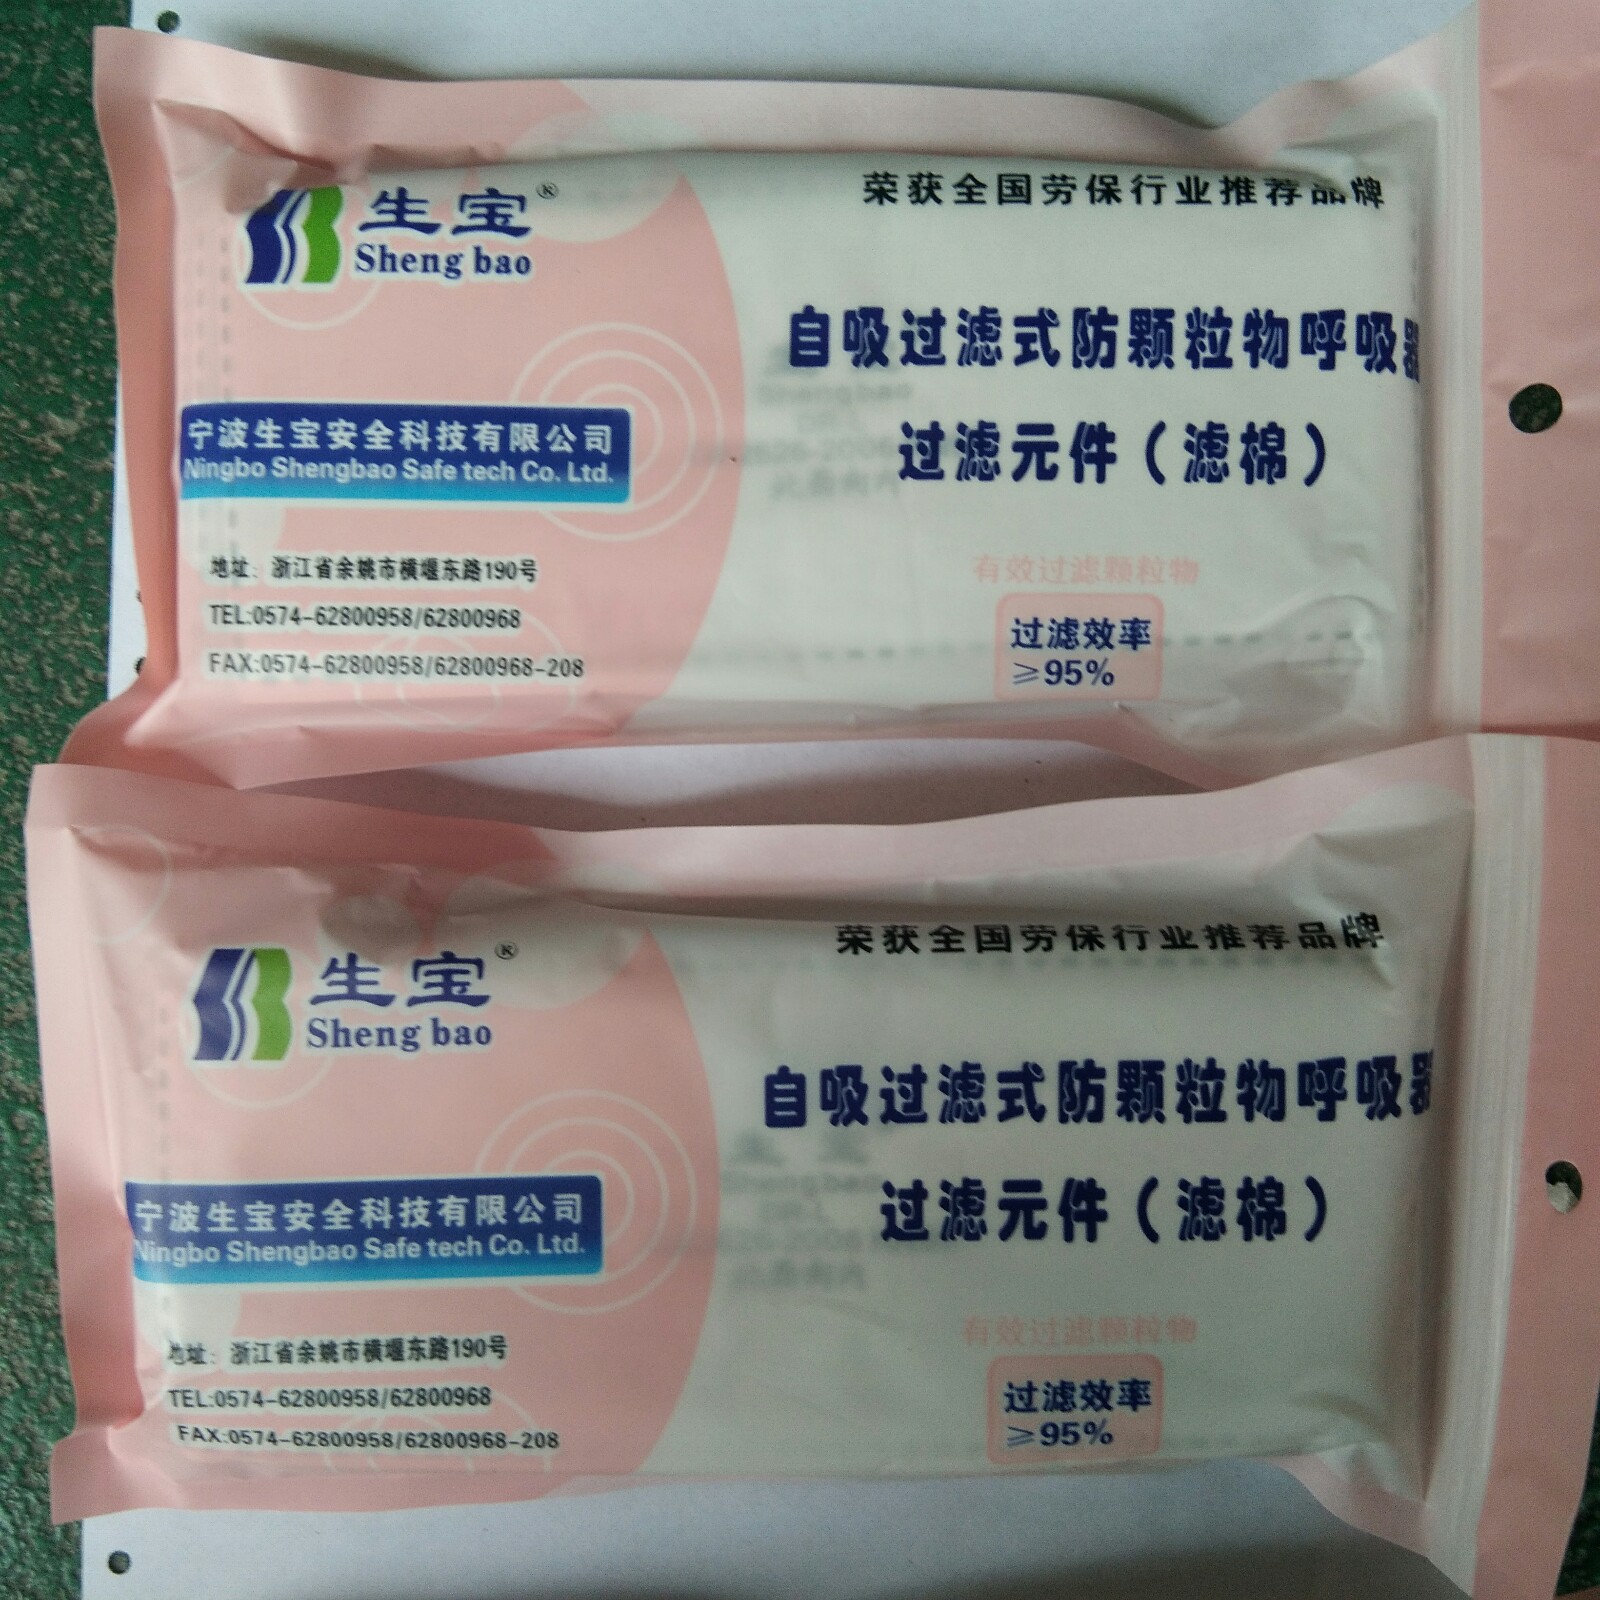 生宝®
Sheng bao
荣获全国劳保行业推荐品牌
自吸过滤式防颗粒物呼吸器
过滤元件（滤棉）
宁波生宝安全科技有限公司
Ningbo Shengbao Safe tech Co. Ltd.
地址：浙江省余姚市横堰东路190号
TEL:0574-62800958/62800968
FAX:0574-62800958/62800968-208
有效过滤颗粒物
过滤效率
≥95%
生宝®
Sheng bao
荣获全国劳保行业推荐品牌
自吸过滤式防颗粒物呼吸器
过滤元件（滤棉）
宁波生宝安全科技有限公司
Ningbo Shengbao Safe tech Co. Ltd.
地址：浙江省余姚市横堰东路190号
TEL:0574-62800958/62800968
FAX:0574-62800958/62800968-208
有效过滤颗粒物
过滤效率
≥95%